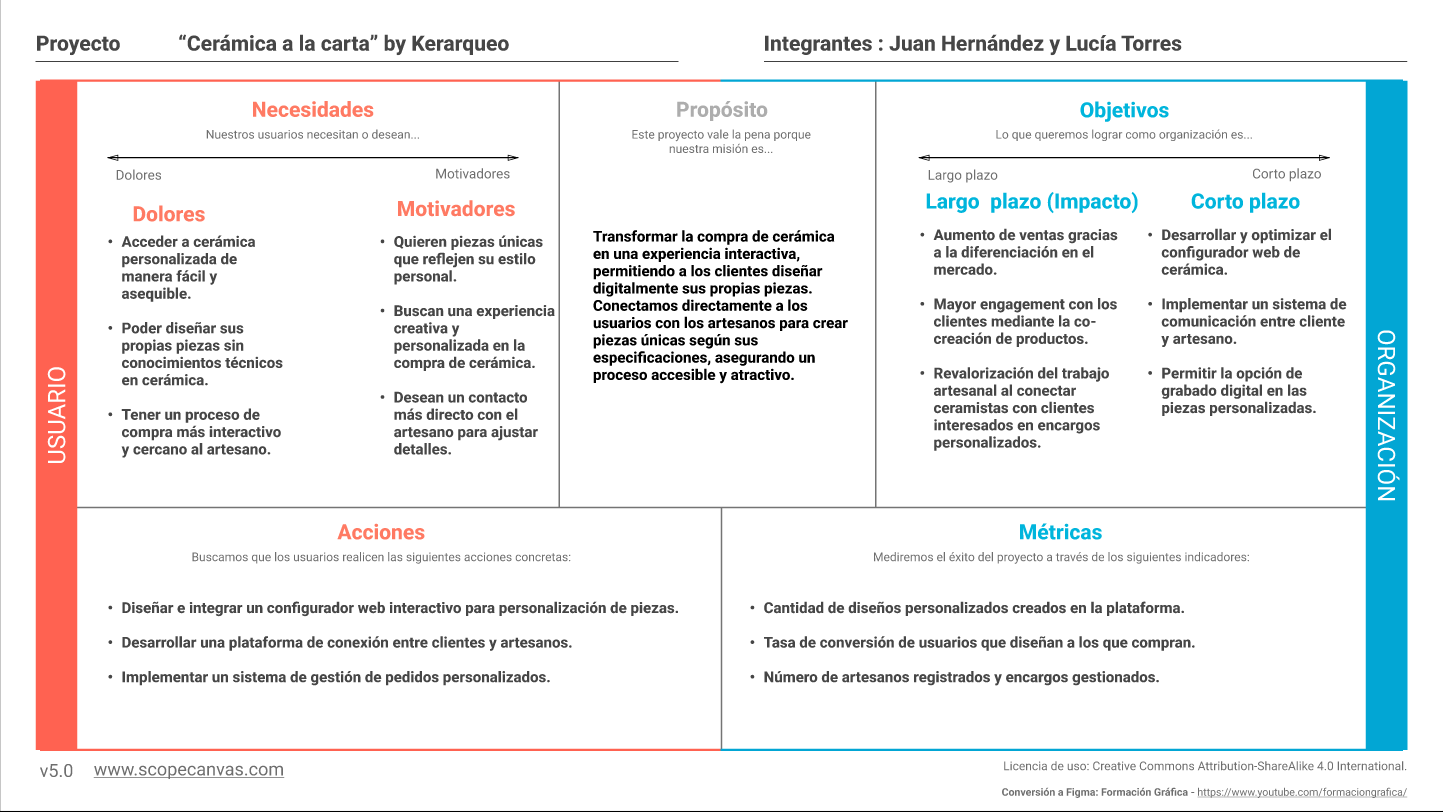 Proyecto “Cerámica a la carta” by Kerarqueo
Integrantes : Juan Hernández y Lucía Torres
USUARIO
Necesidades
Nuestros usuarios necesitan o desean...
Dolores
Motivadores
Dolores
• Acceder a cerámica
personalizada de
manera fácil y
asequible.
• Poder diseñar sus
propias piezas sin
conocimientos técnicos
en cerámica.
• Tener un proceso de
compra más interactivo
y cercano al artesano.
Motivadores
• Quieren piezas únicas
que reflejen su estilo
personal.
• Buscan una experiencia
creativa y
personalizada en la
compra de cerámica.
• Desean un contacto
más directo con el
artesano para ajustar
detalles.
Propósito
Este proyecto vale la pena porque
nuestra misión es...
Transformar la compra de cerámica
en una experiencia interactiva,
permitiendo a los clientes diseñar
digitalmente sus propias piezas.
Conectamos directamente a los
usuarios con los artesanos para crear
piezas únicas según sus
especificaciones, asegurando un
proceso accesible y atractivo.
Objetivos
Lo que queremos lograr como organización es...
Largo plazo
Corto plazo
Largo plazo (Impacto)
• Aumento de ventas gracias
a la diferenciación en el
mercado.
• Mayor engagement con los
clientes mediante la co-
creación de productos.
• Revalorización del trabajo
artesanal al conectar
ceramistas con clientes
interesados en encargos
personalizados.
Corto plazo
• Desarrollar y optimizar el
configurador web de
cerámica.
• Implementar un sistema de
comunicación entre cliente
y artesano.
• Permitir la opción de
grabado digital en las
piezas personalizadas.
ORGANIZACIÓN
Acciones
Buscamos que los usuarios realicen las siguientes acciones concretas:
• Diseñar e integrar un configurador web interactivo para personalización de piezas.
• Desarrollar una plataforma de conexión entre clientes y artesanos.
• Implementar un sistema de gestión de pedidos personalizados.
Métricas
Mediremos el éxito del proyecto a través de los siguientes indicadores:
• Cantidad de diseños personalizados creados en la plataforma.
• Tasa de conversión de usuarios que diseñan a los que compran.
• Número de artesanos registrados y encargos gestionados.
v5.0 www.scopecanvas.com
Licencia de uso: Creative Commons Attribution-ShareAlike 4.0 International.
Conversión a Figma: Formación Gráfica - https://www.youtube.com/formaciongrafica/